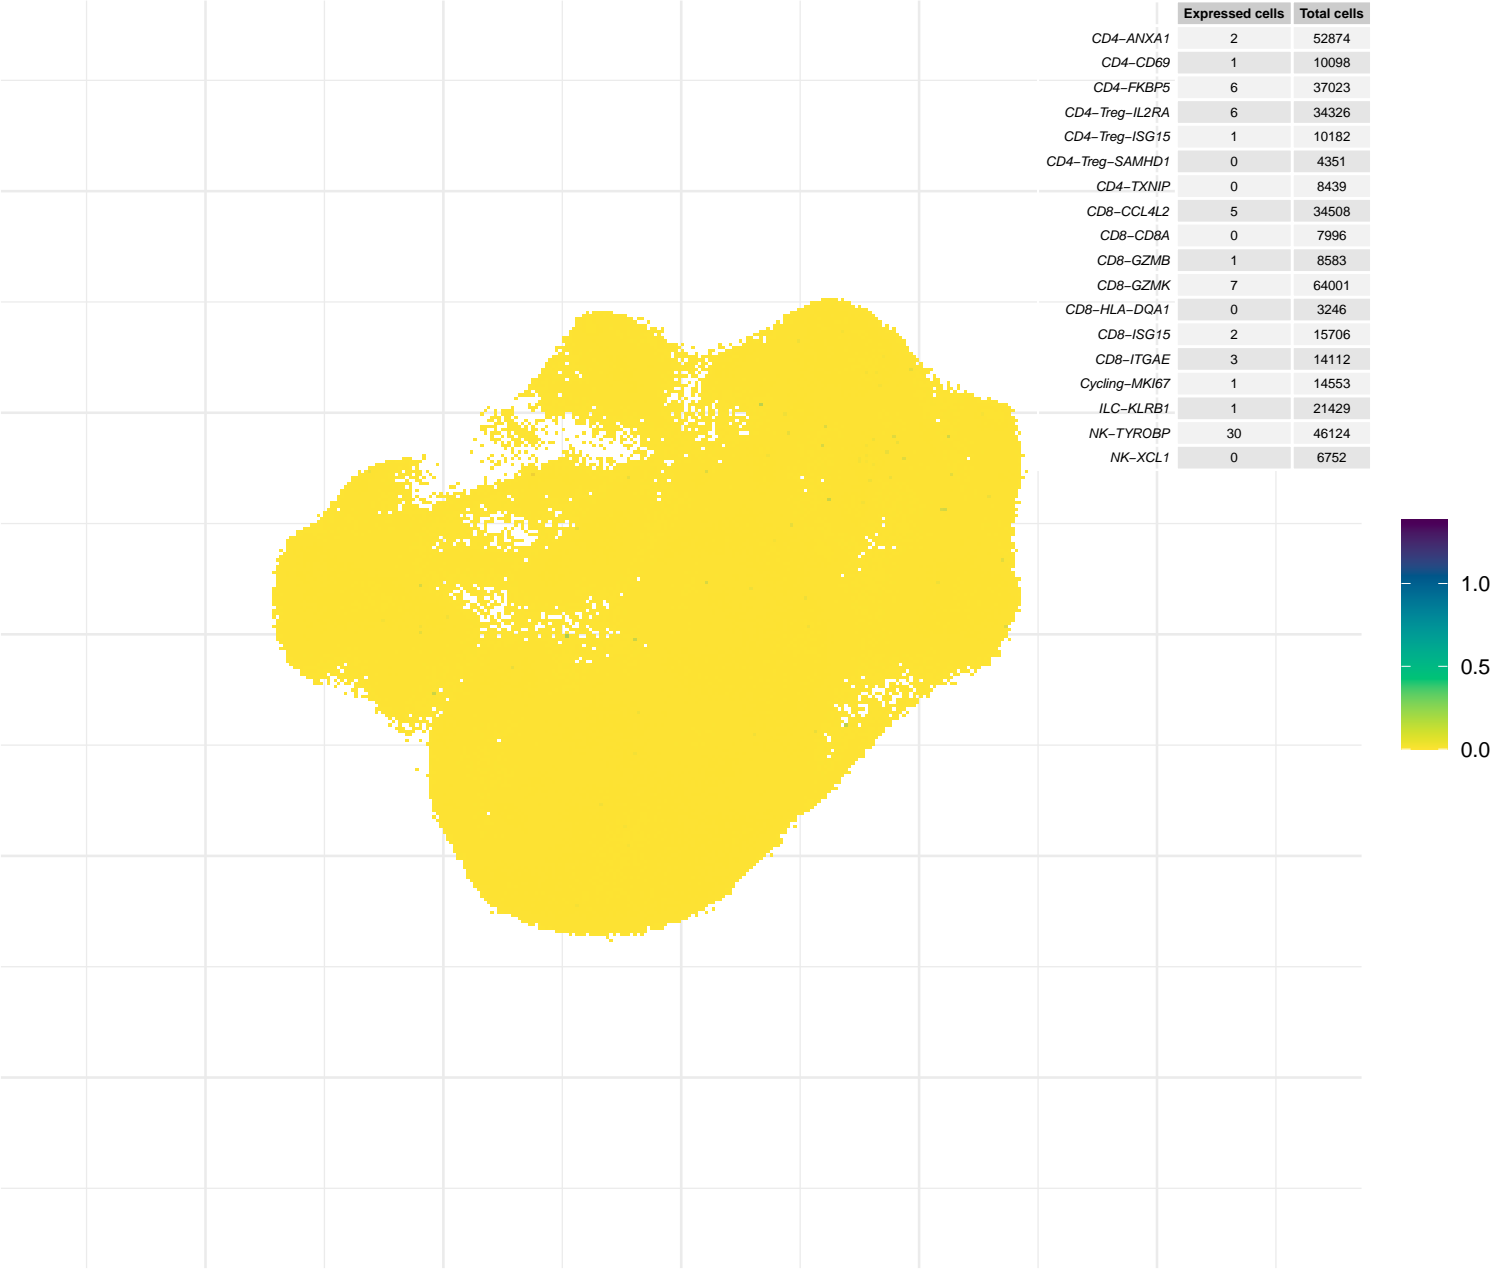 Expressed cells Total cells
CD4−ANXA1 2 52874
CD4−CD69 1 10098
CD4−FKBP5 6 37023
CD4−Treg−IL2RA 6 34326
CD4−Treg−ISG15 1 10182
CD4−Treg−SAMHD1 0 4351
CD4−TXNIP 0 8439
CD8−CCL4L2 5 34508
CD8−CD8A 0 7996
CD8−GZMB 1 8583
CD8−GZMK 7 64001
CD8−HLA−DQA1 0 3246
CD8−ISG15 2 15706
CD8−ITGAE 3 14112
Cycling−MKI67 1 14553
ILC−KLRB1 1 21429
NK−TYROBP 30 46124
NK−XCL1 0 6752
1.0
0.5
0.0